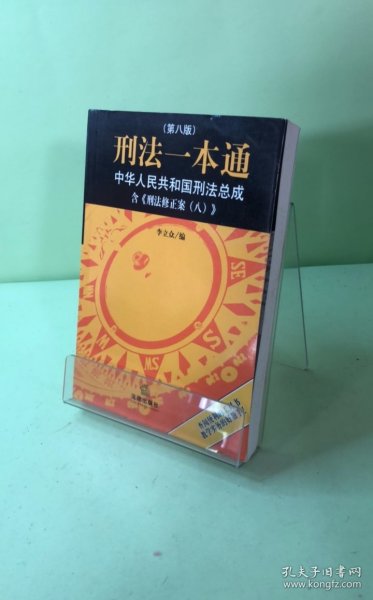 (第八版)
刑法一本通
中华人民共和国刑法总成
含《刑法修正案(八)》
李立众/编
SE
S
SW
W
法律出版社
孔夫子旧书网
www.kongfz.com